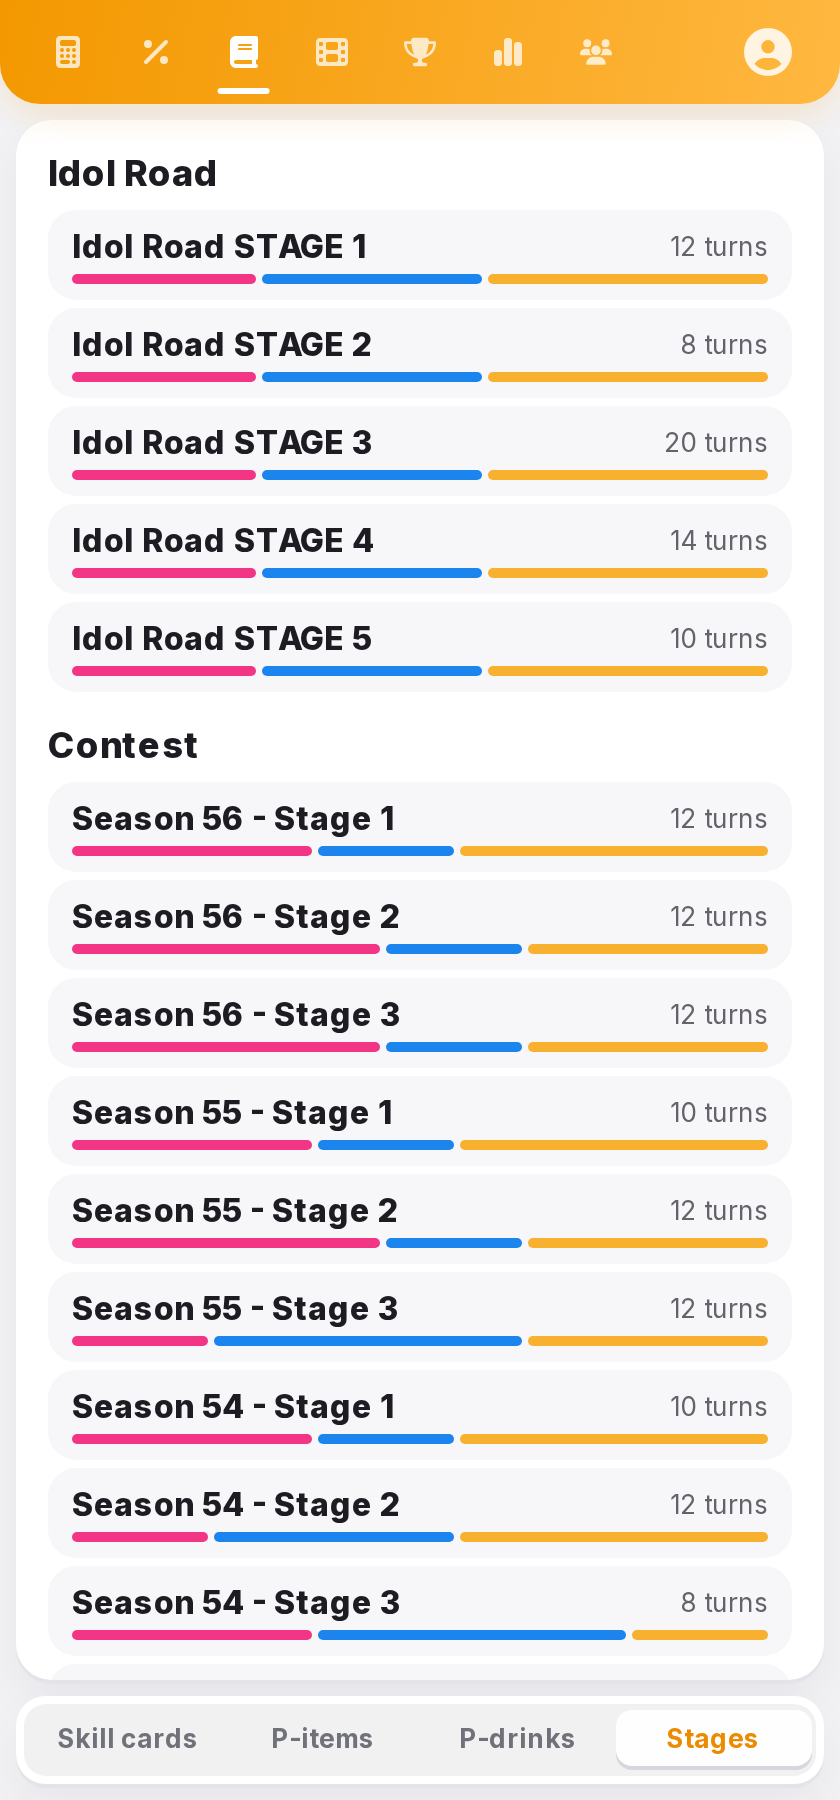 Idol Road
Idol Road STAGE 1 12 turns
Idol Road STAGE 2 8 turns
Idol Road STAGE 3 20 turns
Idol Road STAGE 4 14 turns
Idol Road STAGE 5 10 turns
Contest
Season 56 - Stage 1 12 turns
Season 56 - Stage 2 12 turns
Season 56 - Stage 3 12 turns
Season 55 - Stage 1 10 turns
Season 55 - Stage 2 12 turns
Season 55 - Stage 3 12 turns
Season 54 - Stage 1 10 turns
Season 54 - Stage 2 12 turns
Season 54 - Stage 3 8 turns
Skill cards P-items P-drinks Stages